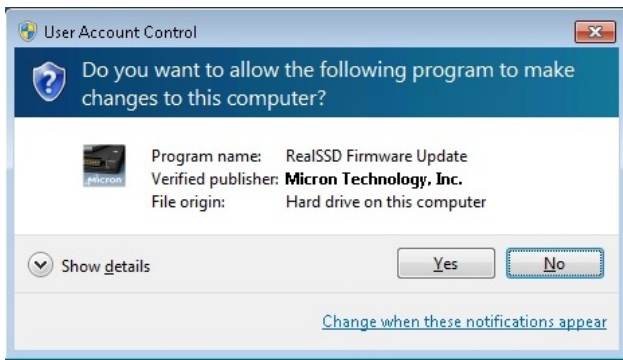 User Account Control
Do you want to allow the following program to make
changes to this computer?
Micron
Program name: RealSSD Firmware Update
Verified publisher: Micron Technology, Inc.
File origin: Hard drive on this computer
Show details
Yes
No
Change when these notifications appear